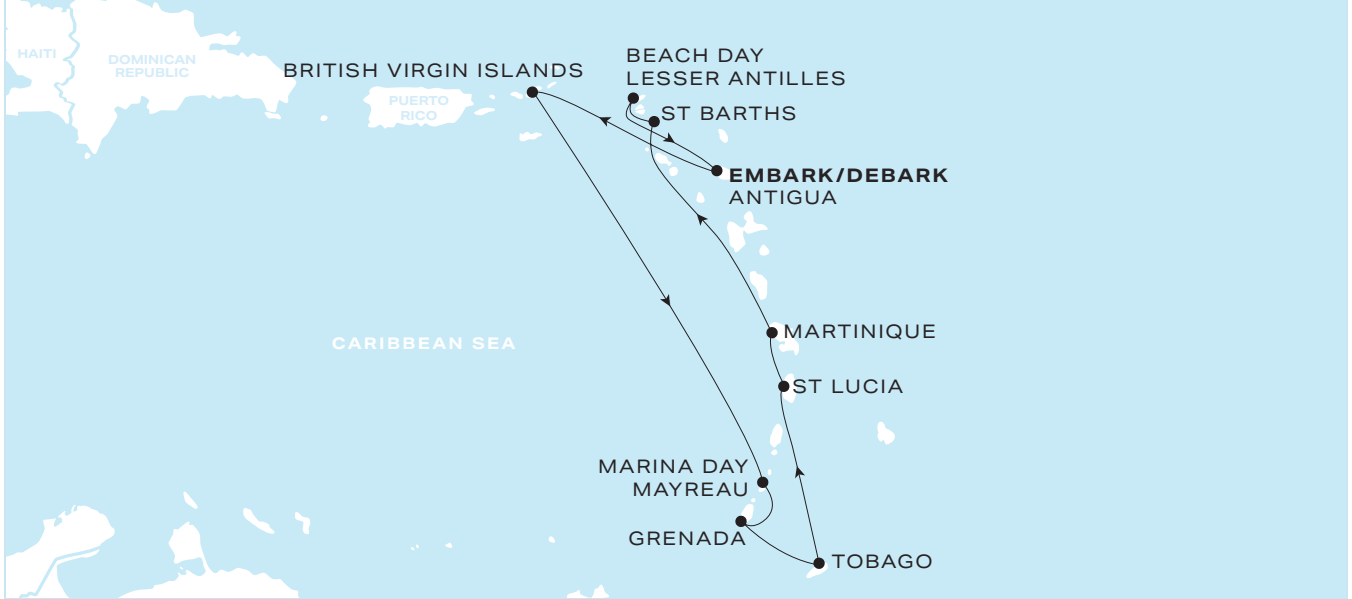 HAITI
DOMINICAN
REPUBLIC
BRITISH VIRGIN ISLANDS
PUERTO
RICO
BEACH DAY
LESSER ANTILLES
ST BARTHS
EMBARK/DEBARK
ANTIGUA
CARIBBEAN SEA
MARTINIQUE
ST LUCIA
MARINA DAY
MAYREAU
GRENADA
TOBAGO